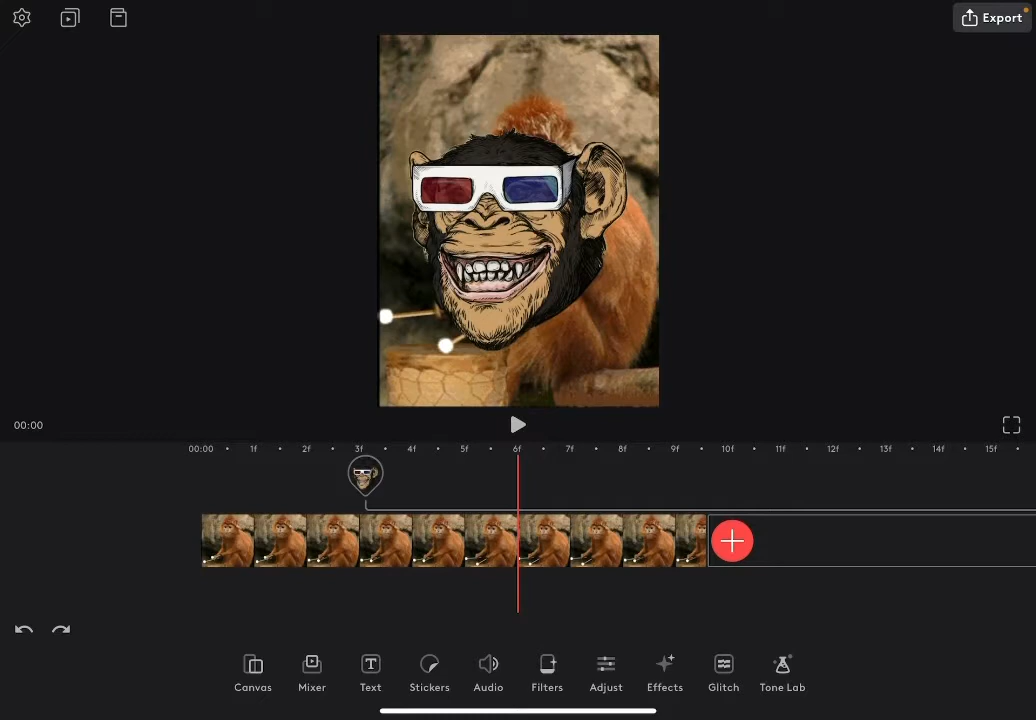 Export
00:00
00:00 1f 2f 3f 4f 5f 6f 7f 8f 9f 10f 11f 12f 13f 14f 15f
Canvas Mixer Text Stickers Audio Filters Adjust Effects Glitch Tone Lab